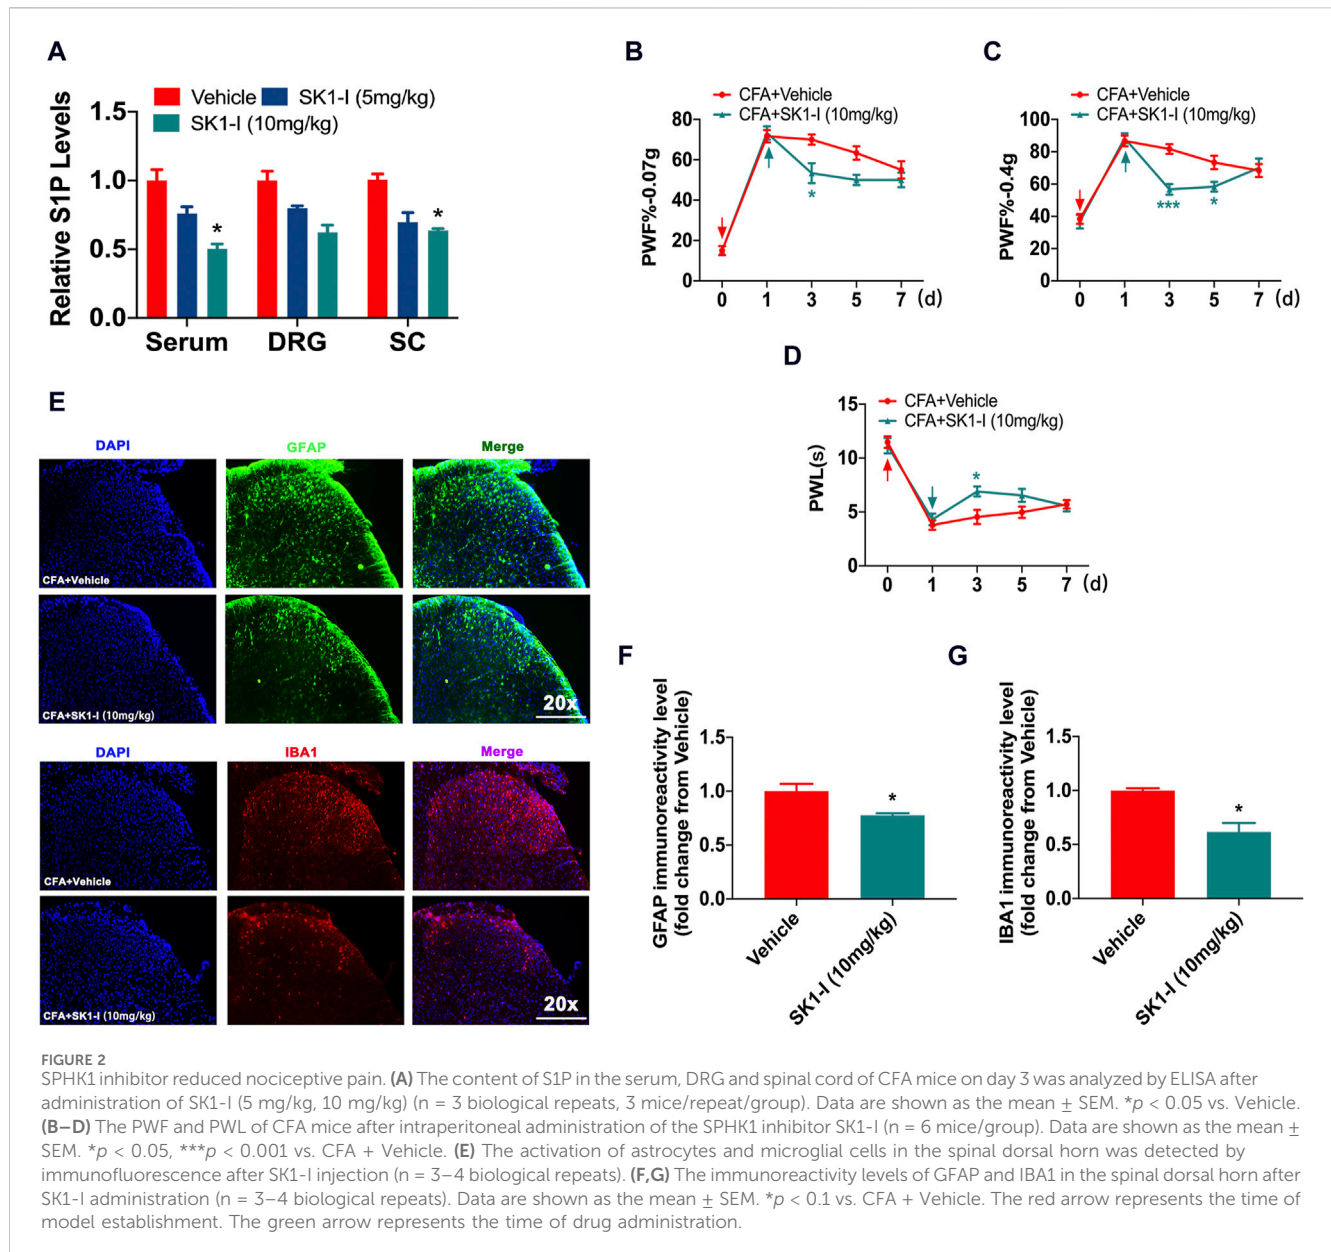 A
Relative S1P Levels
Vehicle SK1-I (5mg/kg)
SK1-I (10mg/kg)
1.5
1.0
0.5
0.0
*
*
Serum DRG SC
B
CFA+Vehicle
CFA+SK1-I (10mg/kg)
PWF%-0.07g
80
60
40
20
0
*
0 1 3 5 7 (d)
C
CFA+Vehicle
CFA+SK1-I (10mg/kg)
PWF%-0.4g
100
80
60
40
20
0
*** *
0 1 3 5 7 (d)
D
CFA+Vehicle
CFA+SK1-I (10mg/kg)
PWL(s)
15
10
5
0
*
0 1 3 5 7 (d)
E
DAPI GFAP Merge
CFA+Vehicle
CFA+SK1-I (10mg/kg)
20x
DAPI IBA1 Merge
CFA+Vehicle
CFA+SK1-I (10mg/kg)
20x
F
GFAP immunoreactivity level
(fold change from Vehicle)
1.5
1.0
0.5
0.0
*
Vehicle
SK1-I (10mg/kg)
G
IBA1 immunoreactivity level
(fold change from Vehicle)
1.5
1.0
0.5
0.0
*
Vehicle
SK1-I (10mg/kg)
FIGURE 2
SPHK1 inhibitor reduced nociceptive pain. (A) The content of S1P in the serum, DRG and spinal cord of CFA mice on day 3 was analyzed by ELISA after
administration of SK1-I (5 mg/kg, 10 mg/kg) (n = 3 biological repeats, 3 mice/repeat/group). Data are shown as the mean ± SEM. *p < 0.05 vs. Vehicle.
(B–D) The PWF and PWL of CFA mice after intraperitoneal administration of the SPHK1 inhibitor SK1-I (n = 6 mice/group). Data are shown as the mean ±
SEM. *p < 0.05, ***p < 0.001 vs. CFA + Vehicle. (E) The activation of astrocytes and microglial cells in the spinal dorsal horn was detected by
immunofluorescence after SK1-I injection (n = 3–4 biological repeats). (F,G) The immunoreactivity levels of GFAP and IBA1 in the spinal dorsal horn after
SK1-I administration (n = 3–4 biological repeats). Data are shown as the mean ± SEM. *p < 0.1 vs. CFA + Vehicle. The red arrow represents the time of
model establishment. The green arrow represents the time of drug administration.